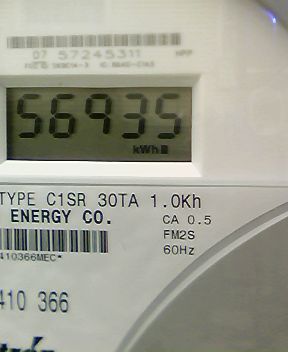 07 57245311
56935
kWh
TYPE C1SR 30TA 1.0Kh
ENERGY CO. CA 0.5
FM2S
410366MEC* 60Hz
410 366